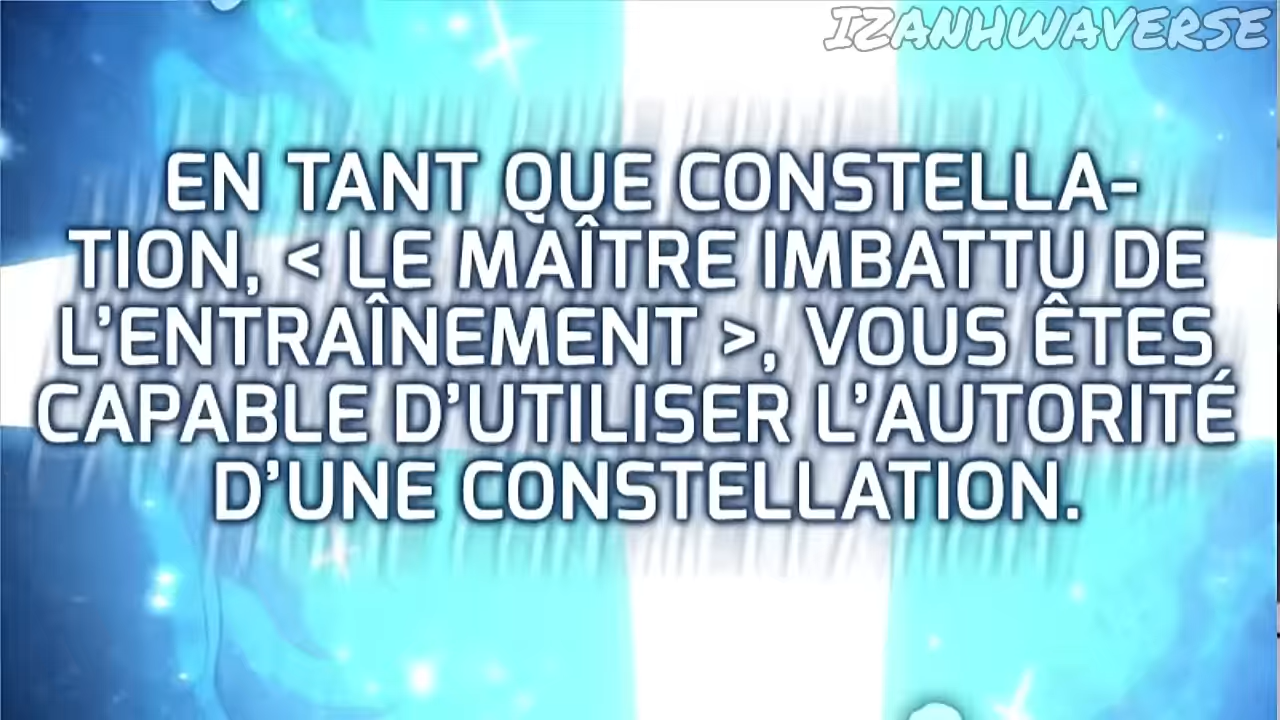 IZANHWAVERSE
EN TANT QUE CONSTELLA-
TION, < LE MAÎTRE IMBATTU DE
L'ENTRAÎNEMENT >, VOUS ÊTES
CAPABLE D'UTILISER L'AUTORITÉ
D'UNE CONSTELLATION.